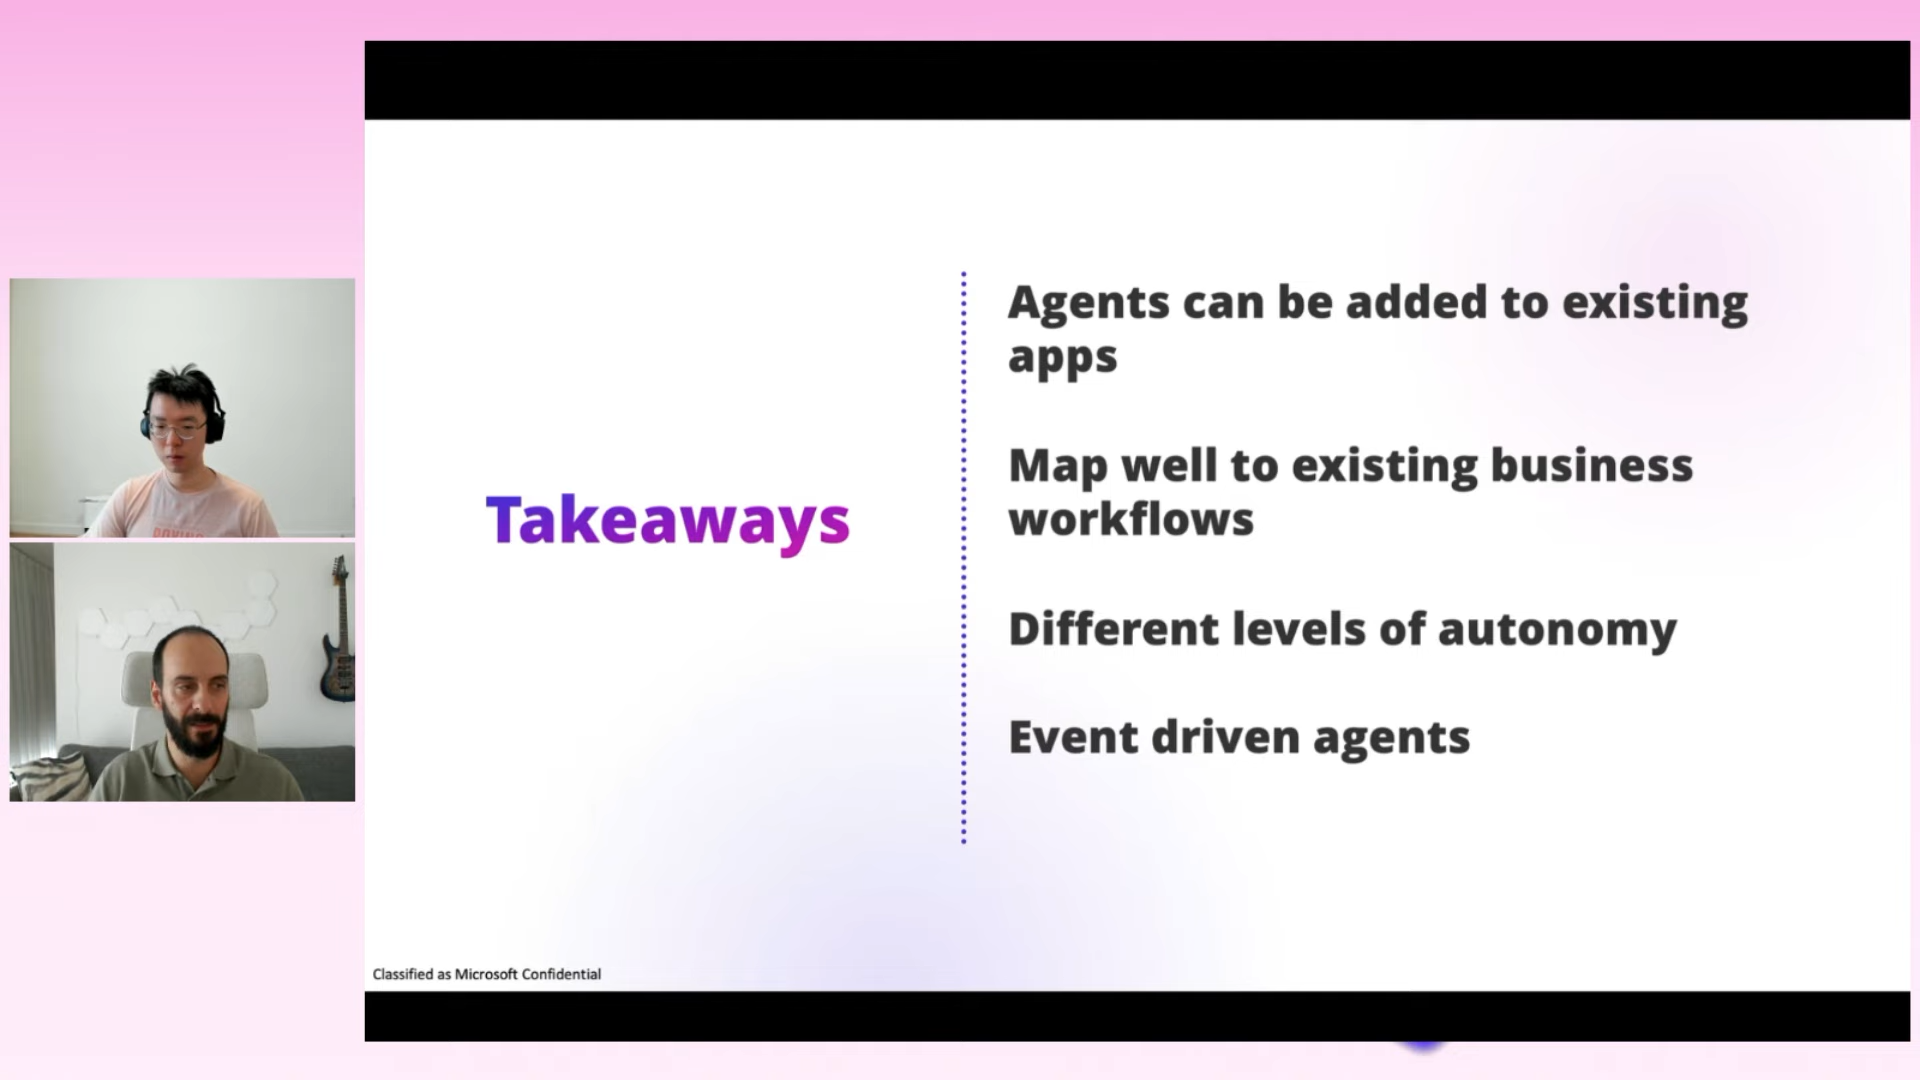 Takeaways
Agents can be added to existing
apps
Map well to existing business
workflows
Different levels of autonomy
Event driven agents
Classified as Microsoft Confidential